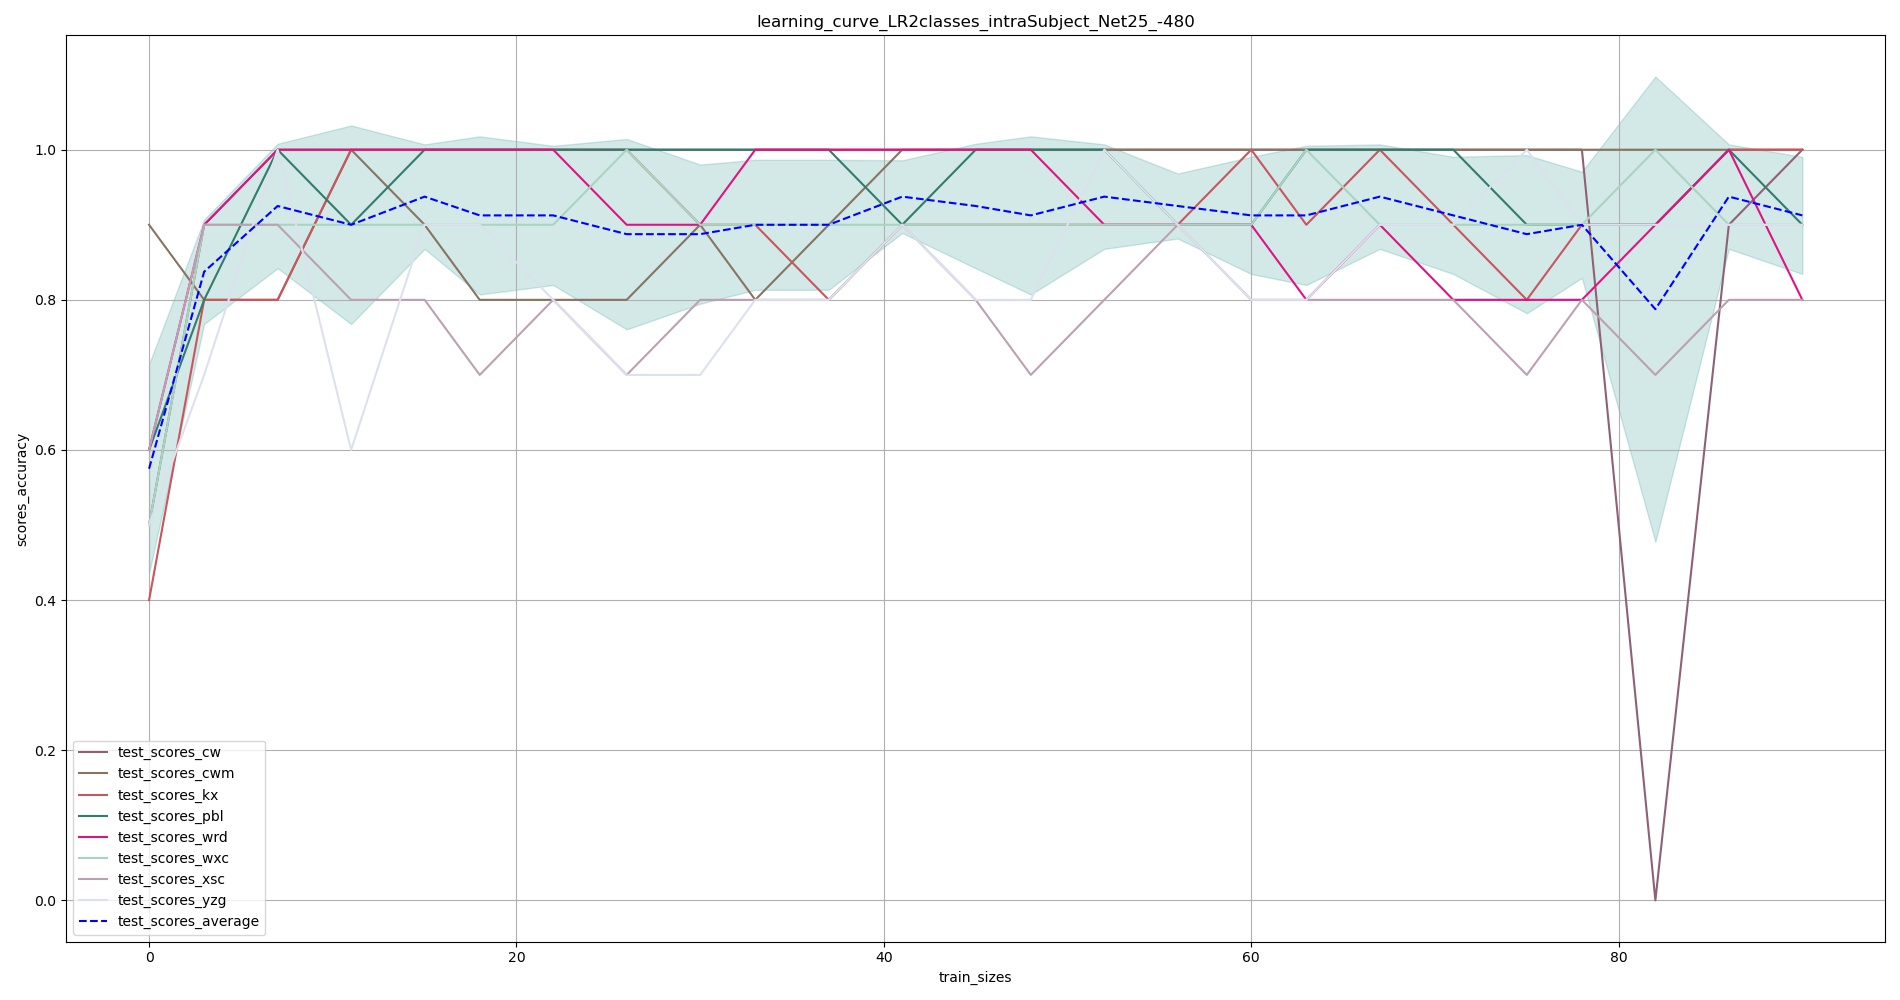 learning_curve_LR2classes_intraSubject_Net25_-480
scores_accuracy
1.0
0.8
0.6
0.4
0.2
0.0
test_scores_cw
test_scores_cwm
test_scores_kx
test_scores_pbl
test_scores_wrd
test_scores_wxc
test_scores_xsc
test_scores_yzg
test_scores_average
0 20 40 60 80
train_sizes